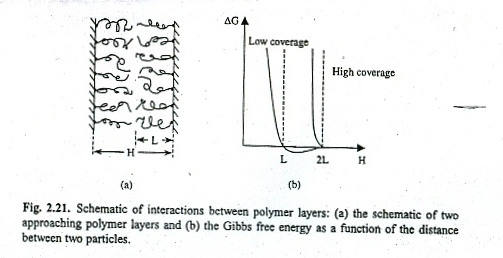 ΔG
Low coverage
High coverage
L
H
L
2L
H
(a)
(b)
Fig. 2.21. Schematic of interactions between polymer layers: (a) the schematic of two
approaching polymer layers and (b) the Gibbs free energy as a function of the distance
between two particles.